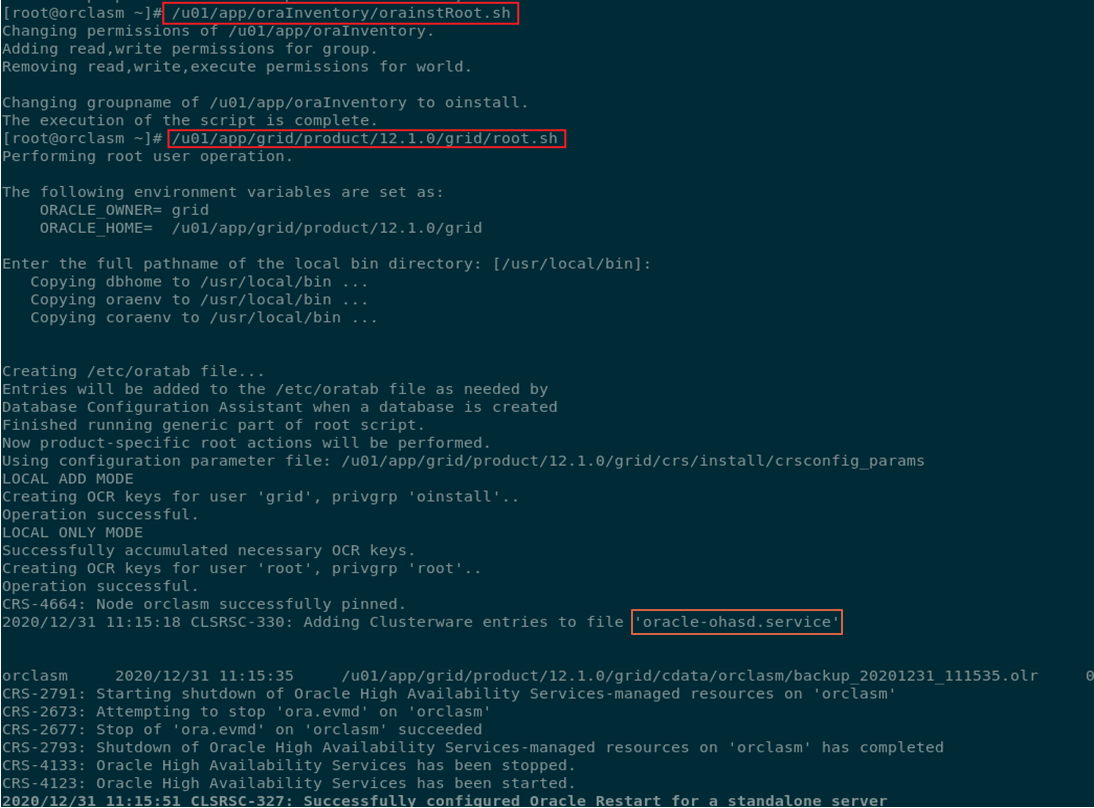 [root@orclasm ~]# /u01/app/oraInventory/orainstRoot.sh
Changing permissions of /u01/app/oraInventory.
Adding read,write permissions for group.
Removing read,write,execute permissions for world.
Changing groupname of /u01/app/oraInventory to oinstall.
The execution of the script is complete.
[root@orclasm ~]# /u01/app/grid/product/12.1.0/grid/root.sh
Performing root user operation.
The following environment variables are set as:
ORACLE_OWNER= grid
ORACLE_HOME=  /u01/app/grid/product/12.1.0/grid
Enter the full pathname of the local bin directory: [/usr/local/bin]:
Copying dbhome to /usr/local/bin ...
Copying oraenv to /usr/local/bin ...
Copying coraenv to /usr/local/bin ...
Creating /etc/oratab file...
Entries will be added to the /etc/oratab file as needed by
Database Configuration Assistant when a database is created
Finished running generic part of root script.
Now product-specific root actions will be performed.
Using configuration parameter file: /u01/app/grid/product/12.1.0/grid/crs/install/crsconfig_params
LOCAL ADD MODE
Creating OCR keys for user 'grid', privgrp 'oinstall'..
Operation successful.
LOCAL ONLY MODE
Successfully accumulated necessary OCR keys.
Creating OCR keys for user 'root', privgrp 'root'..
Operation successful.
CRS-4664: Node orclasm successfully pinned.
2020/12/31 11:15:18 CLSRSC-330: Adding Clusterware entries to file 'oracle-ohasd.service'
orclasm     2020/12/31 11:15:35     /u01/app/grid/product/12.1.0/grid/cdata/orclasm/backup_20201231_111535.olr     0
CRS-2791: Starting shutdown of Oracle High Availability Services-managed resources on 'orclasm'
CRS-2673: Attempting to stop 'ora.evmd' on 'orclasm'
CRS-2677: Stop of 'ora.evmd' on 'orclasm' succeeded
CRS-2793: Shutdown of Oracle High Availability Services-managed resources on 'orclasm' has completed
CRS-4133: Oracle High Availability Services has been stopped.
CRS-4123: Oracle High Availability Services has been started.
2020/12/31 11:15:51 CLSRSC-327: Successfully configured Oracle Restart for a standalone server